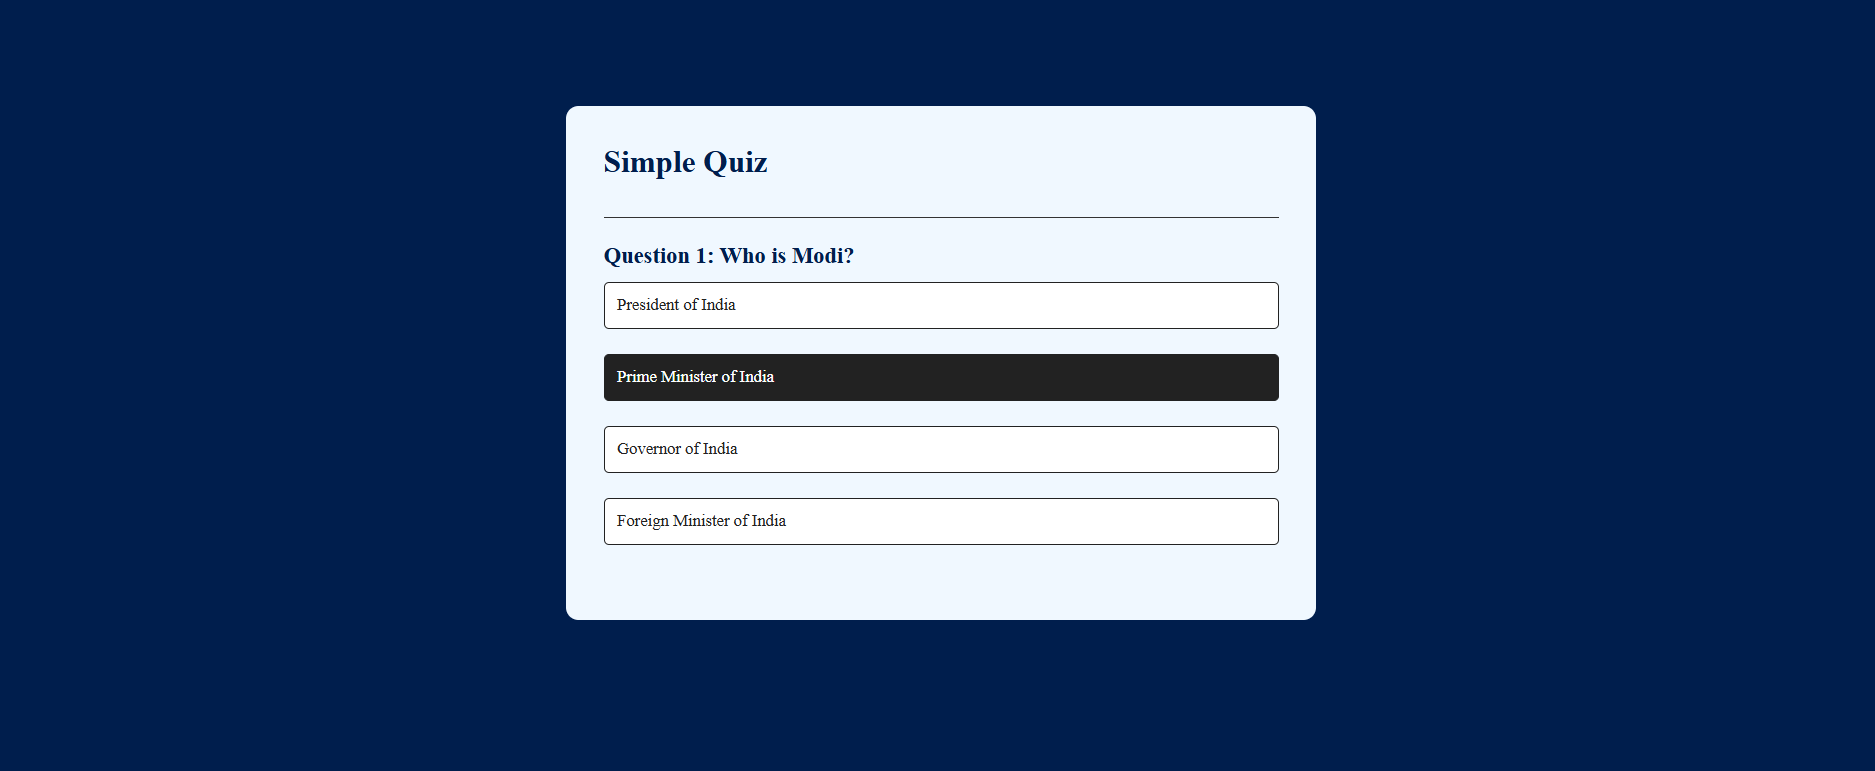 Simple Quiz
Question 1: Who is Modi?
President of India
Prime Minister of India
Governor of India
Foreign Minister of India